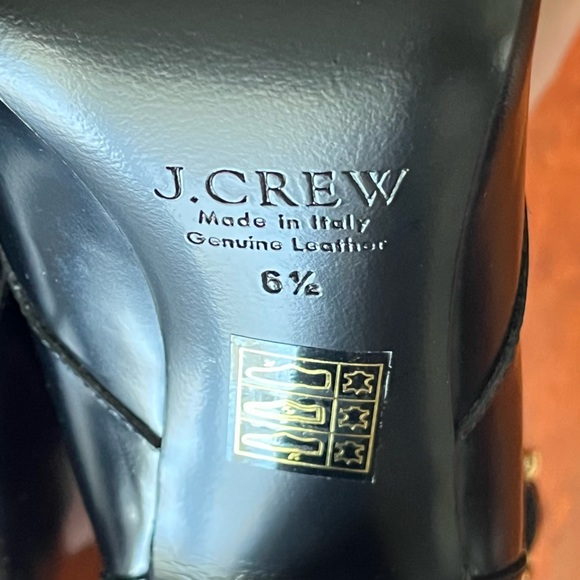 J.CREW
Made in Italy
Genuine Leather
6½